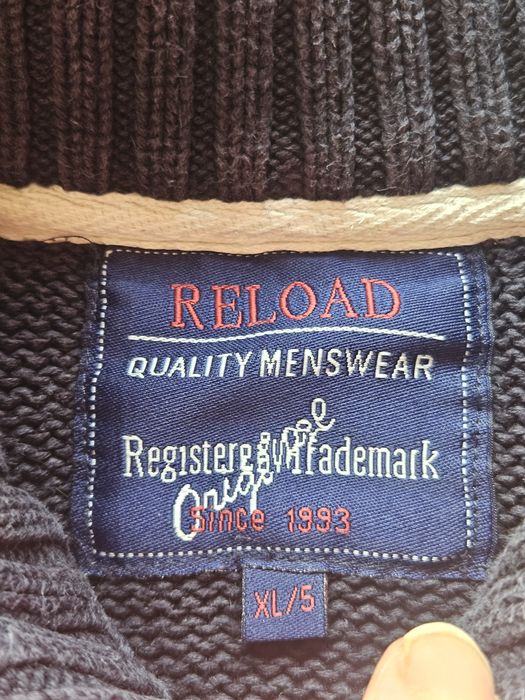 RELOAD
QUALITY MENSWEAR
Registered Trademark
Original
Since 1993
XL/5